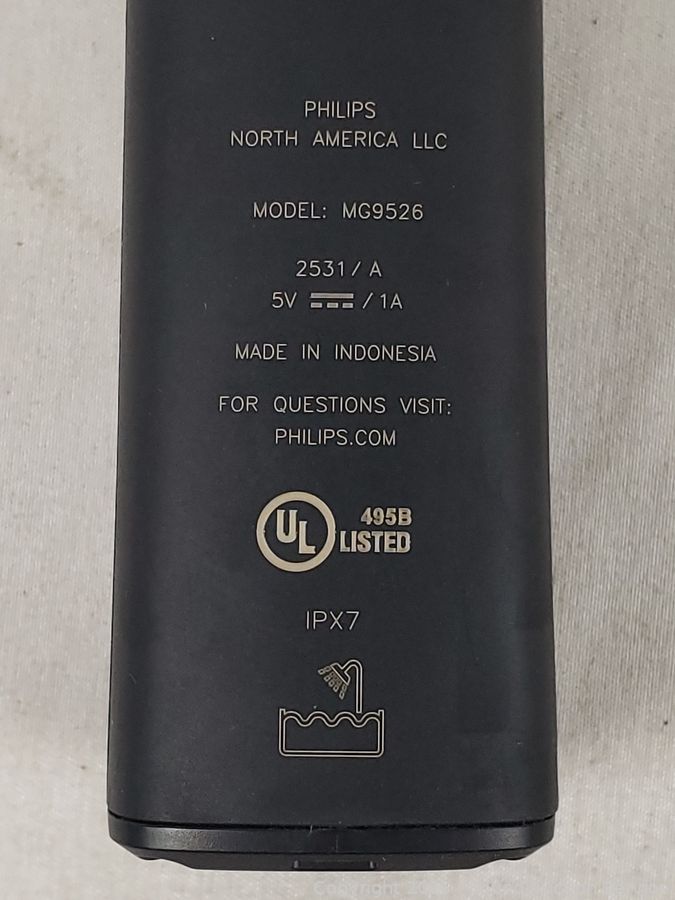 PHILIPS
NORTH AMERICA LLC
MODEL: MG9526
2531 / A
5V ⎓ / 1A
MADE IN INDONESIA
FOR QUESTIONS VISIT:
PHILIPS.COM
UL
495B
LISTED
IPX7
Copyright